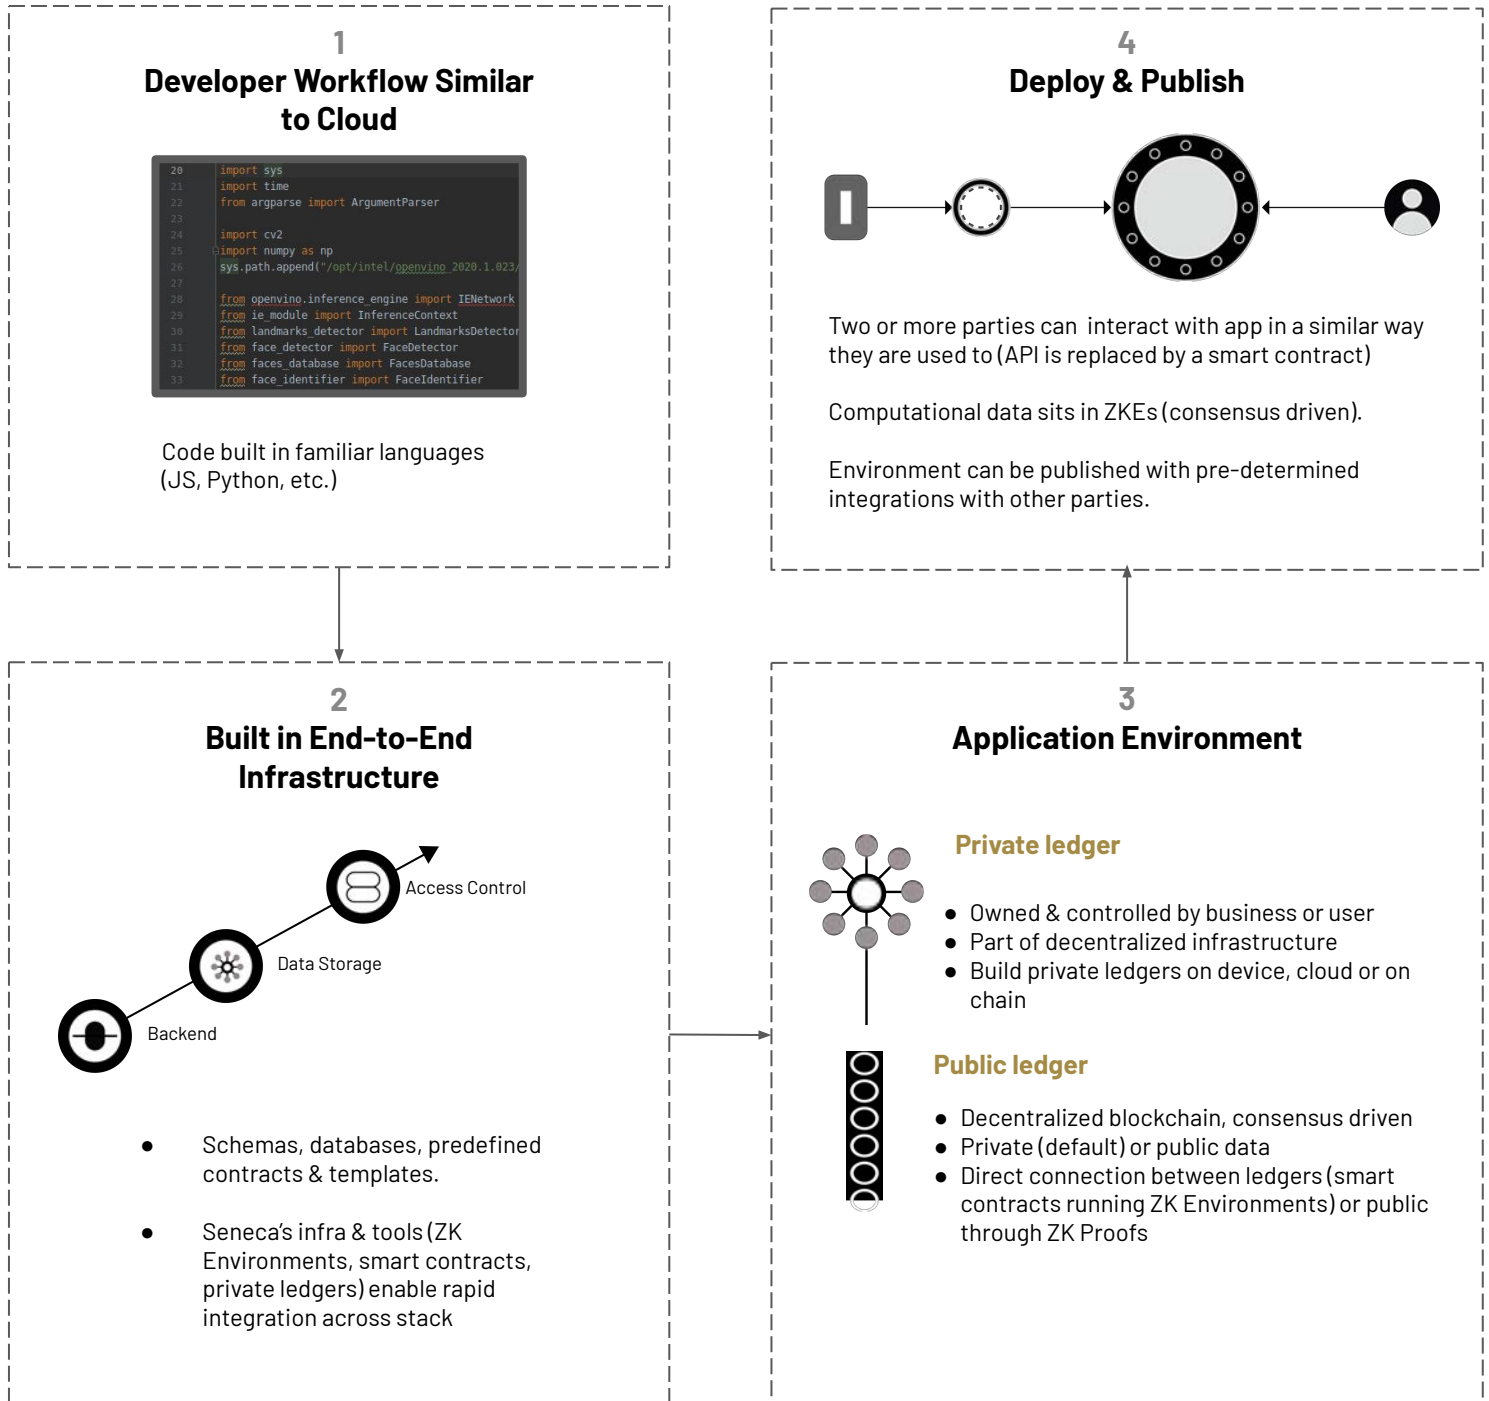 1
Developer Workflow Similar
to Cloud
20 import sys
21 import time
22 from argparse import ArgumentParser
23
24 import cv2
25 import numpy as np
26 sys.path.append("/opt/intel/openvino_2020.1.023/
27
28 from openvino.inference_engine import IENetwork
29 from ie_module import InferenceContext
30 from landmarks_detector import LandmarksDetector
31 from face_detector import FaceDetector
32 from faces_database import FacesDatabase
33 from face_identifier import FaceIdentifier
Code built in familiar languages
(JS, Python, etc.)
2
Built in End-to-End
Infrastructure
Access Control
Data Storage
Backend
● Schemas, databases, predefined
contracts & templates.
● Seneca's infra & tools (ZK
Environments, smart contracts,
private ledgers) enable rapid
integration across stack
3
Application Environment
Private ledger
● Owned & controlled by business or user
● Part of decentralized infrastructure
● Build private ledgers on device, cloud or on
chain
Public ledger
● Decentralized blockchain, consensus driven
● Private (default) or public data
● Direct connection between ledgers (smart
contracts running ZK Environments) or public
through ZK Proofs
4
Deploy & Publish
Two or more parties can  interact with app in a similar way
they are used to (API is replaced by a smart contract)
Computational data sits in ZKEs (consensus driven).
Environment can be published with pre-determined
integrations with other parties.